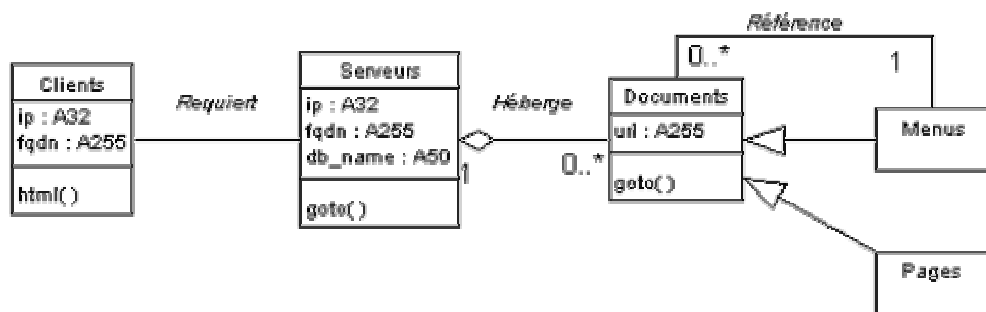 Clients
ip : A32
fqdn : A255
html()
Requiert
Serveurs
ip : A32
fqdn : A255
db_name : A50
goto()
Héberge
1
0..*
Documents
url : A255
goto()
Référence
0..*
1
Menus
Pages